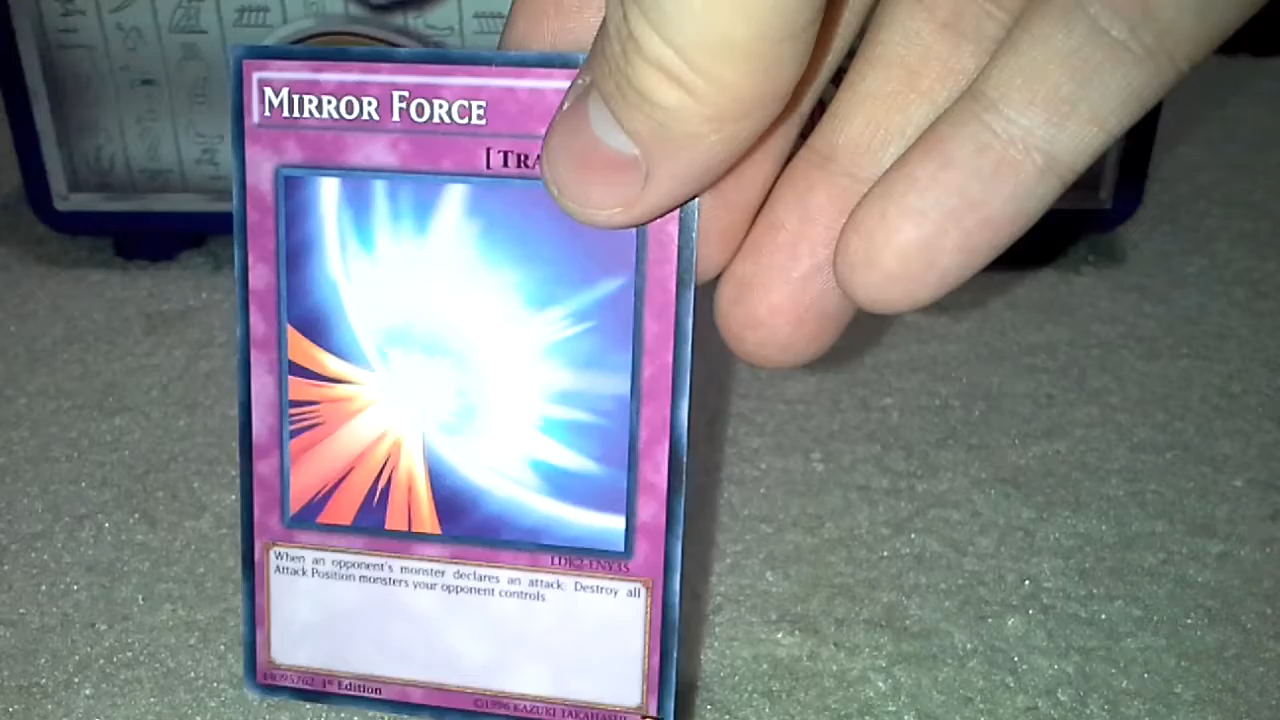 MIRROR FORCE
[TRA
LDK2-ENY35
When an opponent's monster declares an attack: Destroy all
Attack Position monsters your opponent controls.
1st Edition
©1996 KAZUKI TAKAHASHI